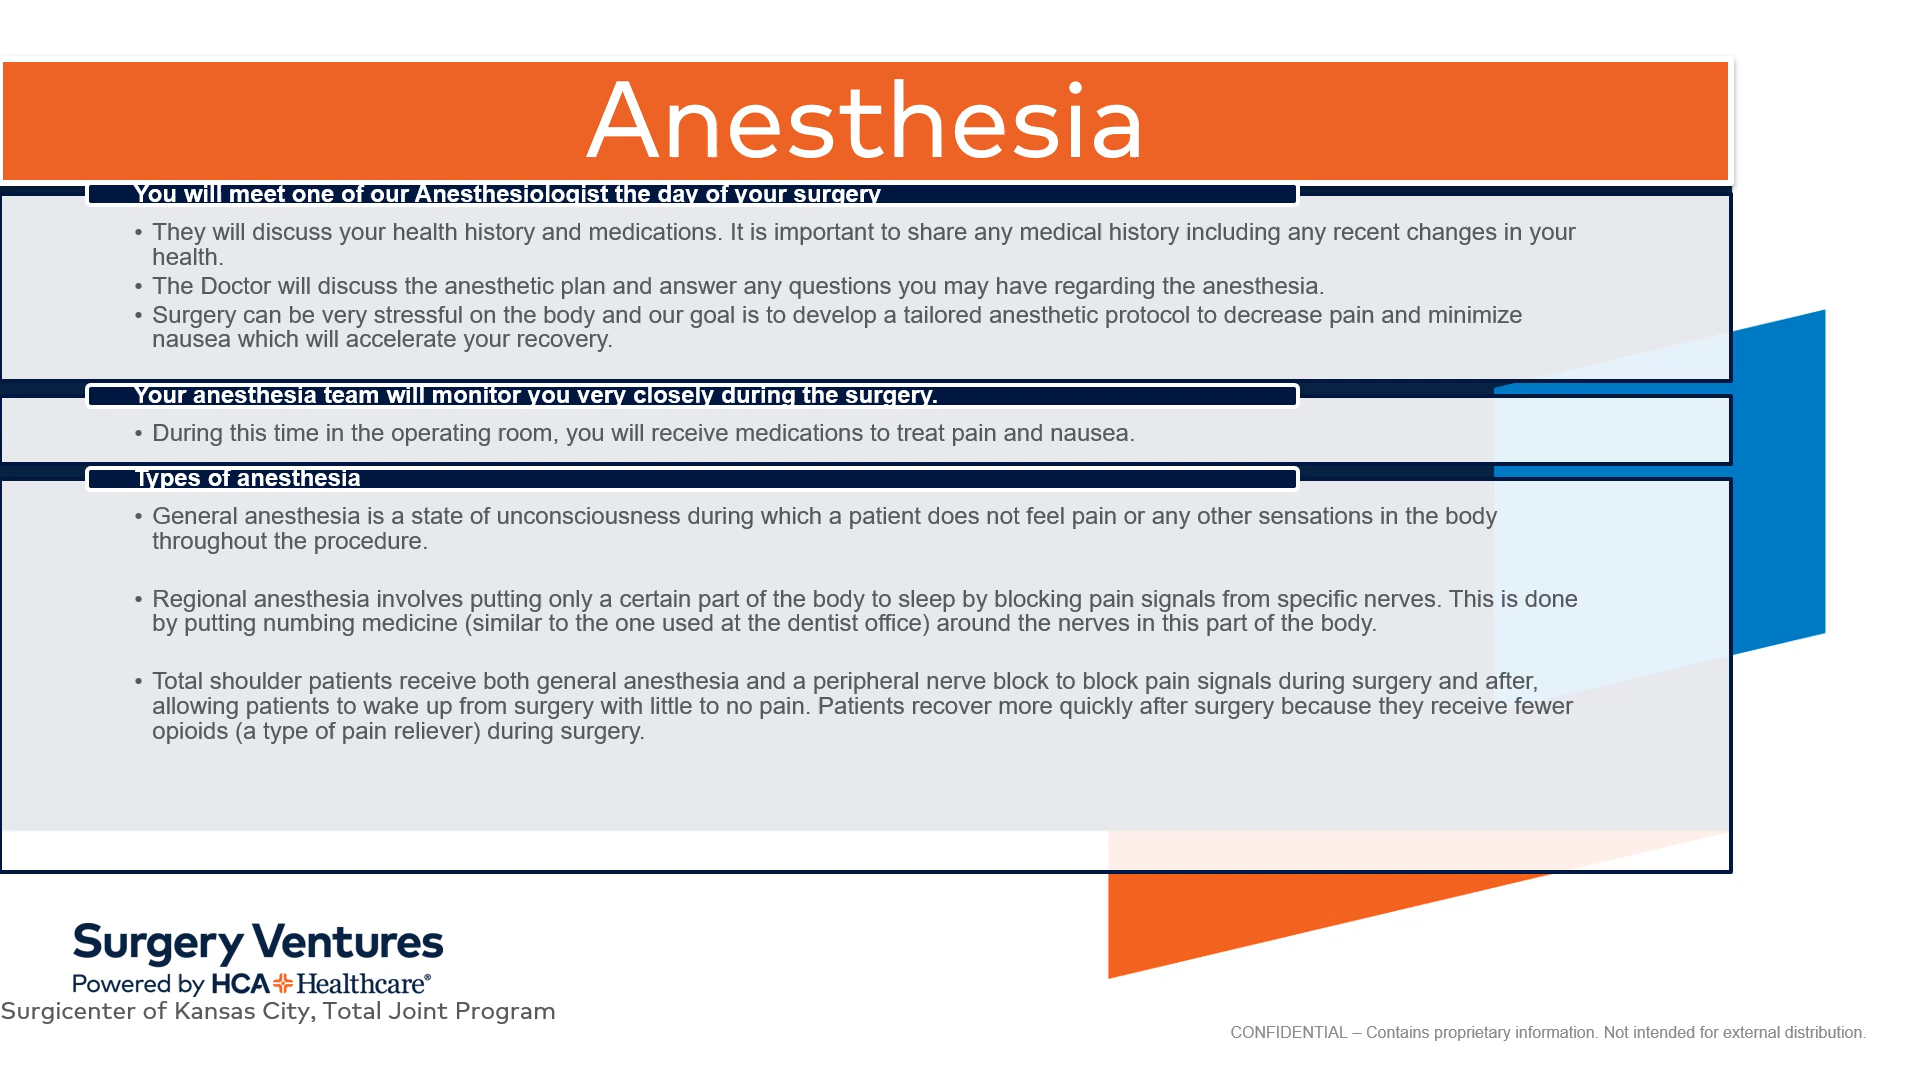 Anesthesia
You will meet one of our Anesthesiologist the day of your surgery
• They will discuss your health history and medications. It is important to share any medical history including any recent changes in your
health.
• The Doctor will discuss the anesthetic plan and answer any questions you may have regarding the anesthesia.
• Surgery can be very stressful on the body and our goal is to develop a tailored anesthetic protocol to decrease pain and minimize
nausea which will accelerate your recovery.
Your anesthesia team will monitor you very closely during the surgery.
• During this time in the operating room, you will receive medications to treat pain and nausea.
Types of anesthesia
• General anesthesia is a state of unconsciousness during which a patient does not feel pain or any other sensations in the body
throughout the procedure.
• Regional anesthesia involves putting only a certain part of the body to sleep by blocking pain signals from specific nerves. This is done
by putting numbing medicine (similar to the one used at the dentist office) around the nerves in this part of the body.
• Total shoulder patients receive both general anesthesia and a peripheral nerve block to block pain signals during surgery and after,
allowing patients to wake up from surgery with little to no pain. Patients recover more quickly after surgery because they receive fewer
opioids (a type of pain reliever) during surgery.
Surgery Ventures
Powered by HCA Healthcare®
Surgicenter of Kansas City, Total Joint Program
CONFIDENTIAL – Contains proprietary information. Not intended for external distribution.